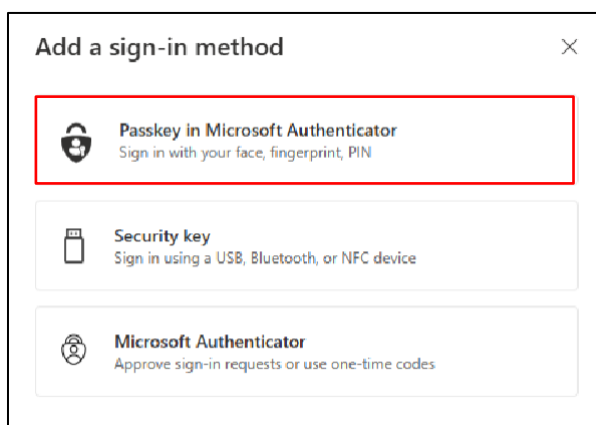 Add a sign-in method
Passkey in Microsoft Authenticator
Sign in with your face, fingerprint, PIN
Security key
Sign in using a USB, Bluetooth, or NFC device
Microsoft Authenticator
Approve sign-in requests or use one-time codes